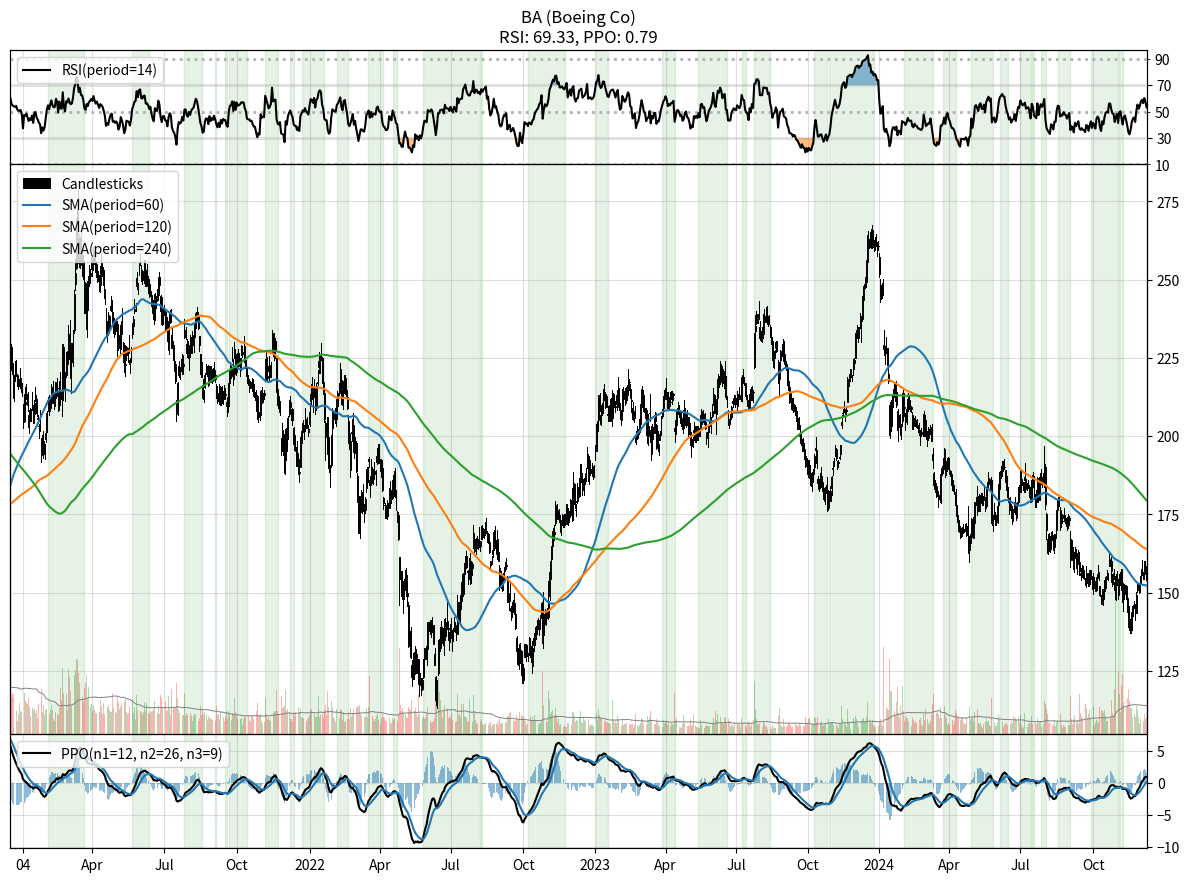 BA (Boeing Co)
RSI: 69.33, PPO: 0.79
RSI(period=14)
90
70
50
30
10
Candlesticks
SMA(period=60)
SMA(period=120)
SMA(period=240)
275
250
225
200
175
150
125
PPO(n1=12, n2=26, n3=9)
5
0
−5
−10
04 Apr Jul Oct 2022 Apr Jul Oct 2023 Apr Jul Oct 2024 Apr Jul Oct